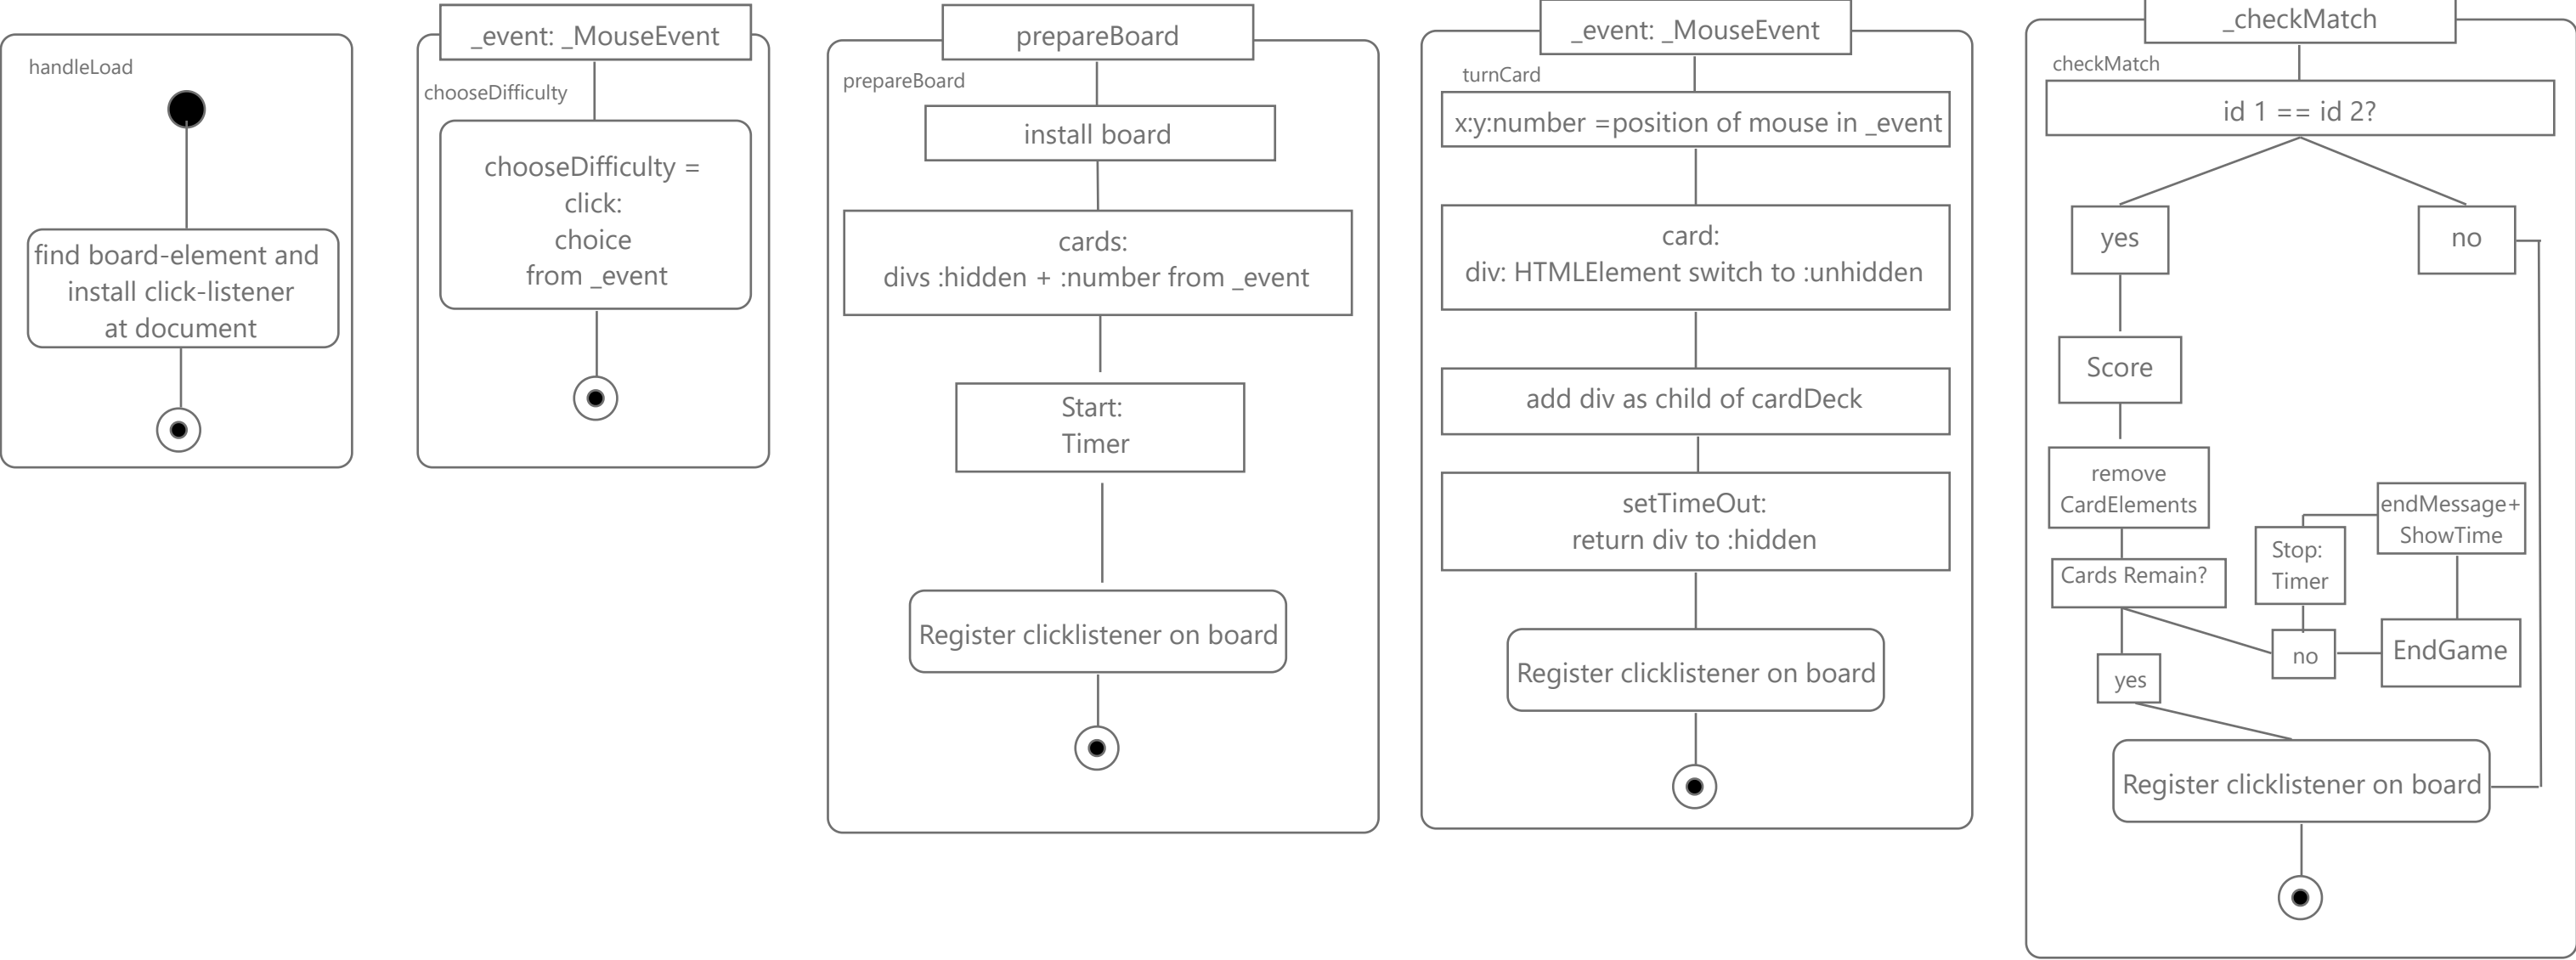 handleLoad
find board-element and
install click-listener
at document
_event: _MouseEvent
chooseDifficulty
chooseDifficulty =
click:
choice
from _event
prepareBoard
prepareBoard
install board
cards:
divs :hidden + :number from _event
Start:
Timer
Register clicklistener on board
_event: _MouseEvent
turnCard
x:y:number =position of mouse in _event
card:
div: HTMLElement switch to :unhidden
add div as child of cardDeck
setTimeOut:
return div to :hidden
Register clicklistener on board
_checkMatch
checkMatch
id 1 == id 2?
yes
no
Score
remove
CardElements
endMessage+
ShowTime
Stop:
Timer
Cards Remain?
no
EndGame
yes
Register clicklistener on board